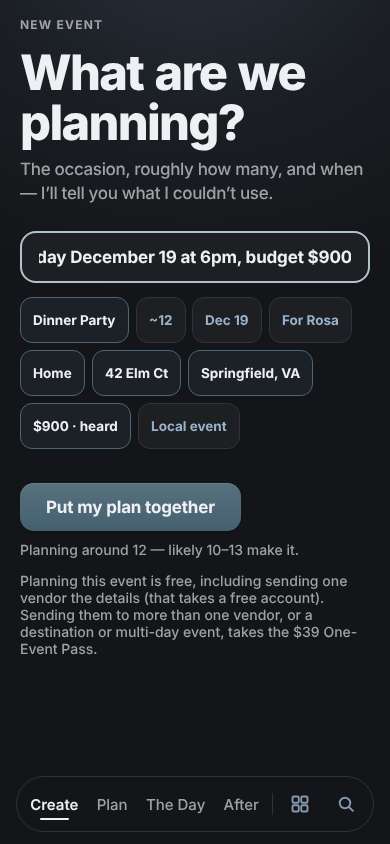 NEW EVENT
What are we
planning?
The occasion, roughly how many, and when
— I'll tell you what I couldn't use.
day December 19 at 6pm, budget $900
Dinner Party
~12
Dec 19
For Rosa
Home
42 Elm Ct
Springfield, VA
$900 · heard
Local event
Put my plan together
Planning around 12 — likely 10–13 make it.
Planning this event is free, including sending one
vendor the details (that takes a free account).
Sending them to more than one vendor, or a
destination or multi-day event, takes the $39 One-
Event Pass.
Create
Plan
The Day
After